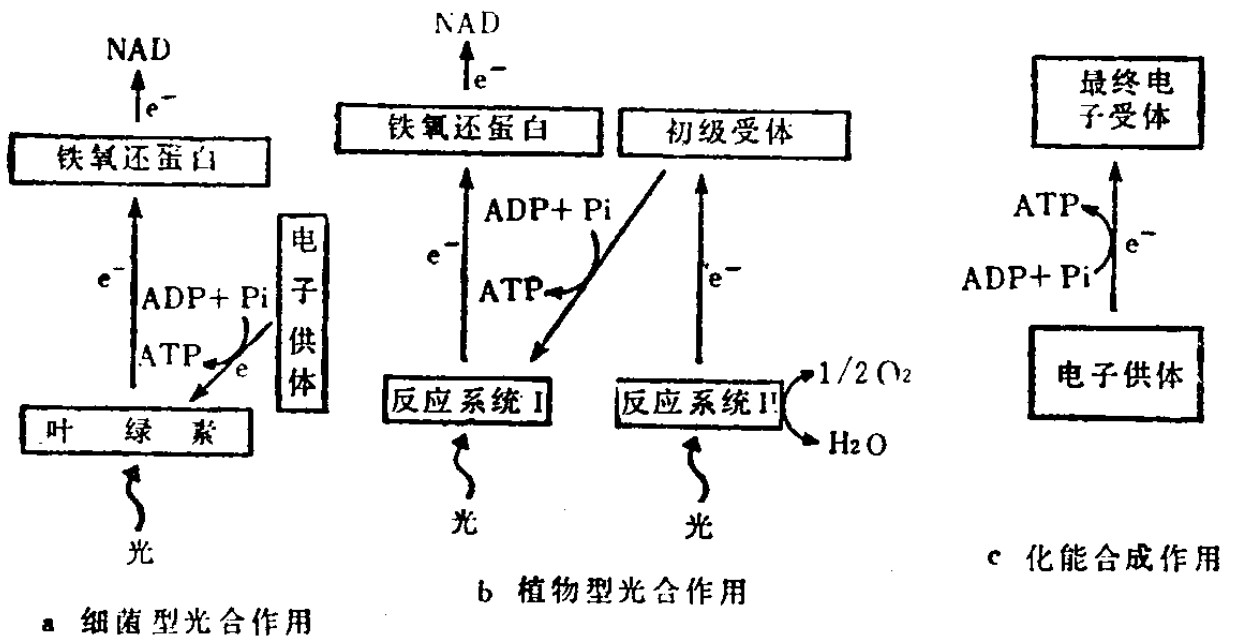 NAD
e⁻
铁氧还蛋白
e⁻
ADP+ Pi
ATP
e
电子供体
叶 绿 素
光
a 细菌型光合作用
NAD
e⁻
铁氧还蛋白
初级受体
ADP+ Pi
e⁻
ATP
e⁻
反应系统 I
反应系统 II
1/2 O₂
H₂O
光
光
b 植物型光合作用
最终电
子受体
ATP
e⁻
ADP+ Pi
电子供体
c 化能合成作用